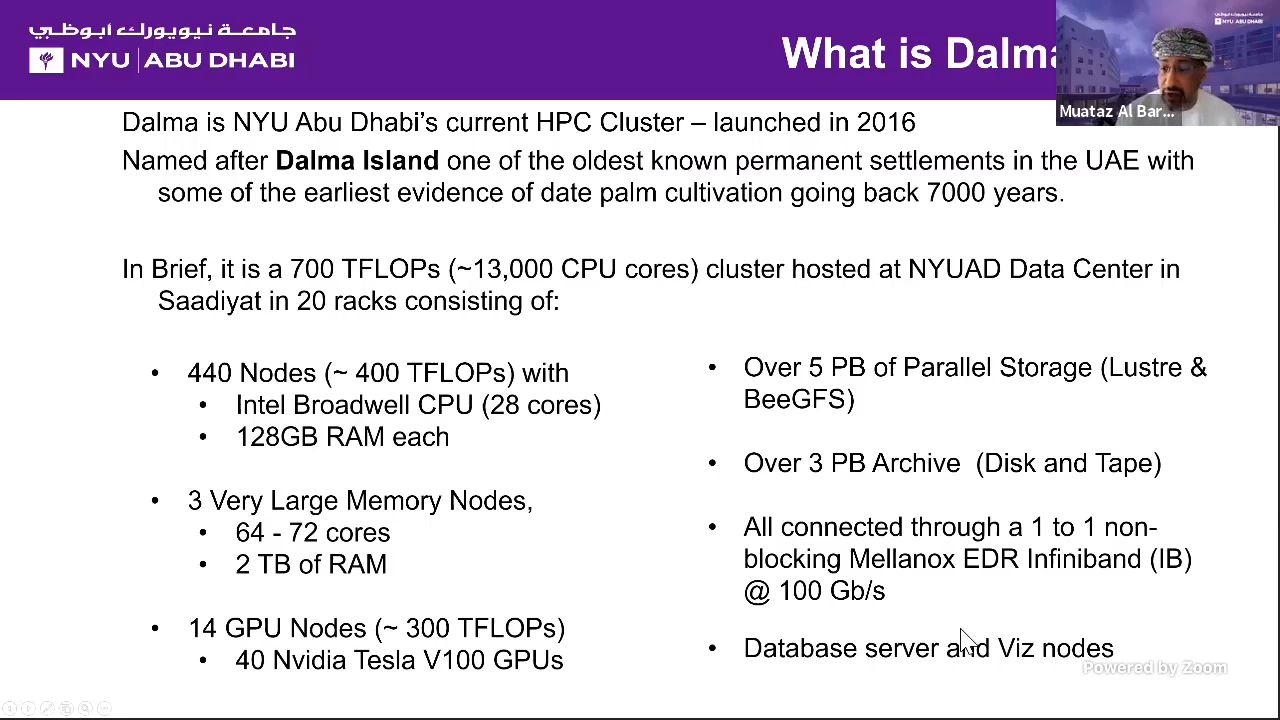 جامعة نيويورك أبوظبي
NYU | ABU DHABI
What is Dalma
NYU ABU DHABI
Muataz Al Bar...
Dalma is NYU Abu Dhabi’s current HPC Cluster – launched in 2016
Named after Dalma Island one of the oldest known permanent settlements in the UAE with
some of the earliest evidence of date palm cultivation going back 7000 years.
In Brief, it is a 700 TFLOPs (~13,000 CPU cores) cluster hosted at NYUAD Data Center in
Saadiyat in 20 racks consisting of:
• 440 Nodes (~ 400 TFLOPs) with
• Intel Broadwell CPU (28 cores)
• 128GB RAM each
• 3 Very Large Memory Nodes,
• 64 - 72 cores
• 2 TB of RAM
• 14 GPU Nodes (~ 300 TFLOPs)
• 40 Nvidia Tesla V100 GPUs
• Over 5 PB of Parallel Storage (Lustre &
BeeGFS)
• Over 3 PB Archive  (Disk and Tape)
• All connected through a 1 to 1 non-
blocking Mellanox EDR Infiniband (IB)
@ 100 Gb/s
• Database server and Viz nodes
Powered by Zoom